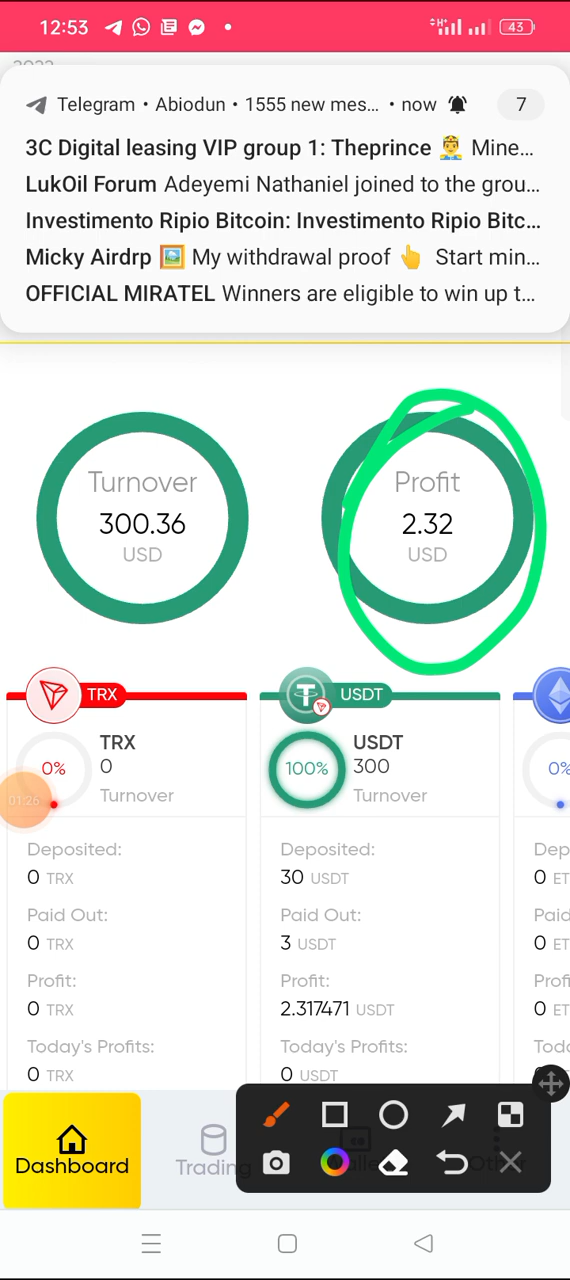 12:53
43
Telegram • Abiodun • 1555 new mes... • now
7
3C Digital leasing VIP group 1: Theprince 🤴 Mine...
LukOil Forum Adeyemi Nathaniel joined to the grou...
Investimento Ripio Bitcoin: Investimento Ripio Bitc...
Micky Airdrp 🖼️ My withdrawal proof 👆 Start min...
OFFICIAL MIRATEL Winners are eligible to win up t...
Turnover
300.36
USD
Profit
2.32
USD
TRX
USDT
0%
TRX
0
Turnover
100%
USDT
300
Turnover
0%
01:26
Deposited:
0 TRX
Deposited:
30 USDT
Dep
0 ET
Paid Out:
0 TRX
Paid Out:
3 USDT
Paid
0 ET
Profit:
0 TRX
Profit:
2.317471 USDT
Profi
0 ET
Today's Profits:
0 TRX
Today's Profits:
0 USDT
Toda
Dashboard
Trading